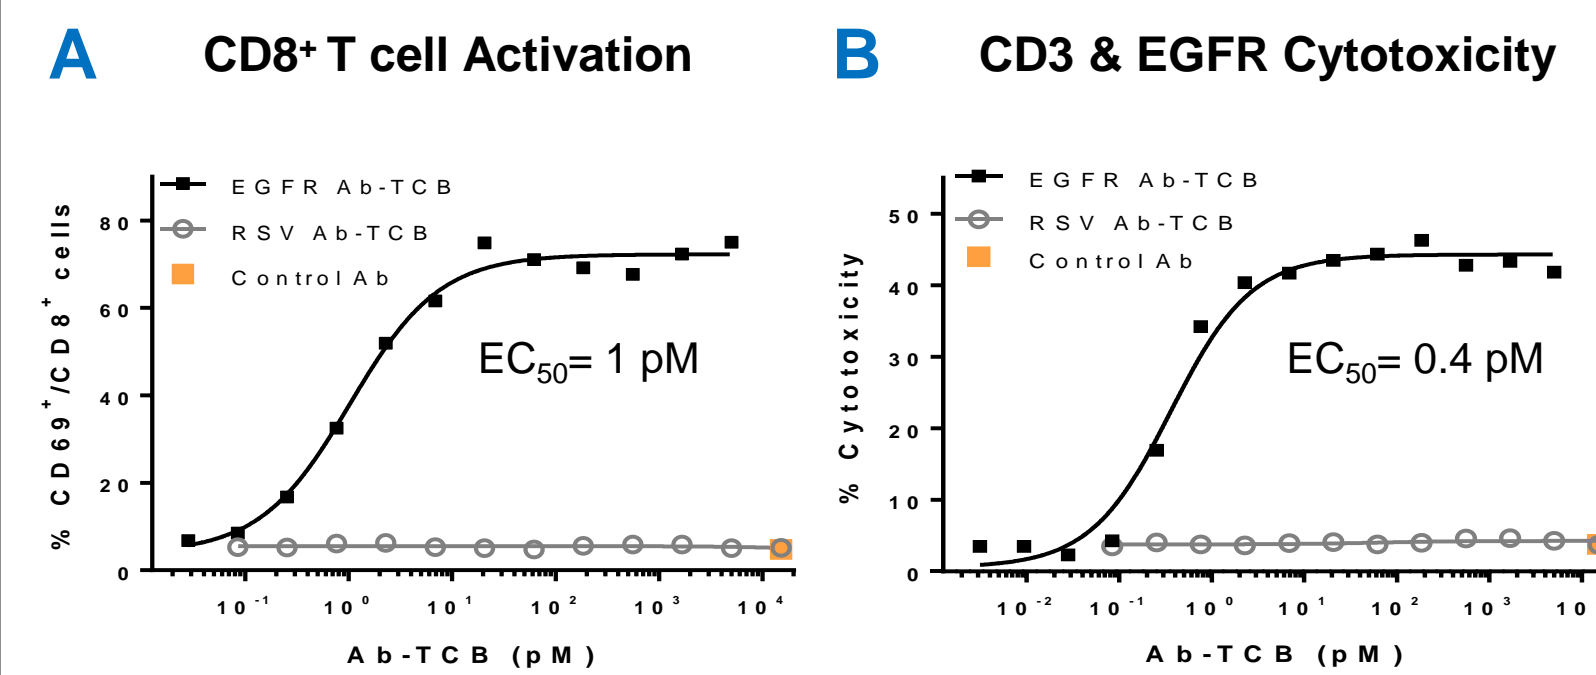 A CD8⁺ T cell Activation
EGFR Ab-TCB
RSV Ab-TCB
Control Ab
% CD69⁺/CD8⁺ cells
80
60
40
20
0
EC₅₀= 1 pM
10⁻¹ 10⁰ 10¹ 10² 10³ 10⁴
Ab-TCB (pM)
B CD3 & EGFR Cytotoxicity
EGFR Ab-TCB
RSV Ab-TCB
Control Ab
% Cytotoxicity
50
40
30
20
10
0
EC₅₀= 0.4 pM
10⁻² 10⁻¹ 10⁰ 10¹ 10² 10³ 10
Ab-TCB (pM)